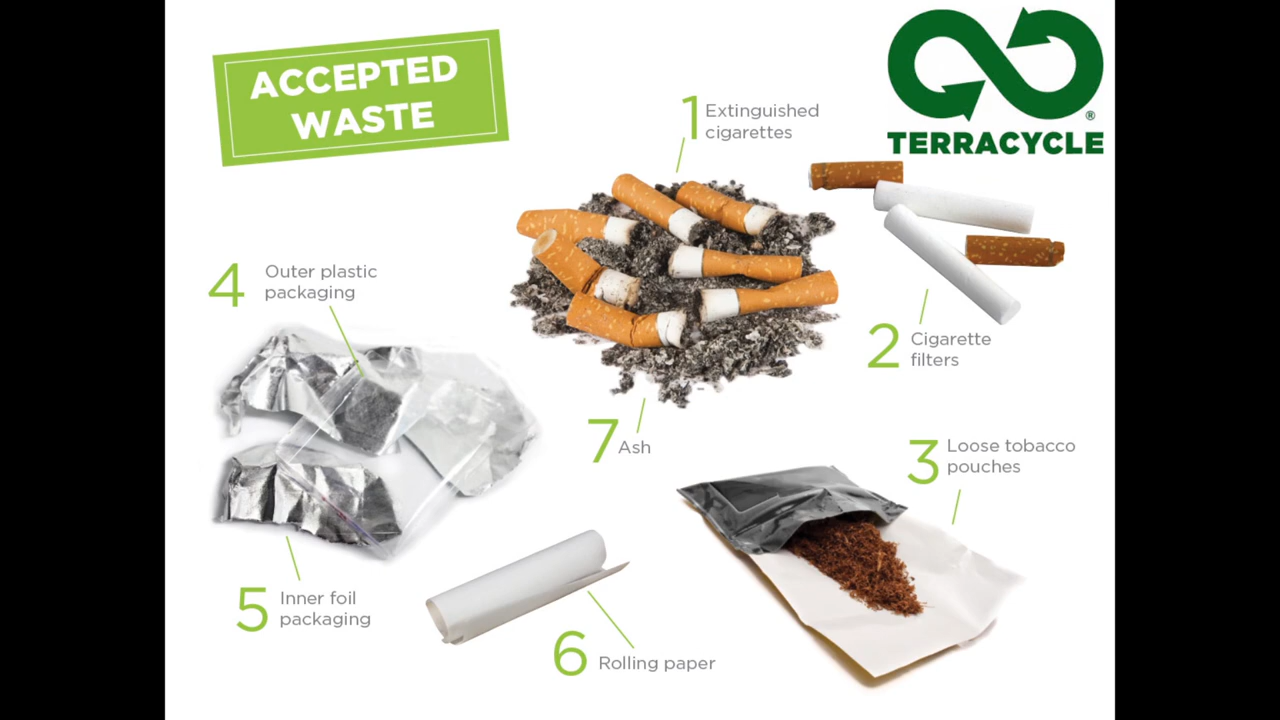 ACCEPTED
WASTE
TERRACYCLE®
1 Extinguished
cigarettes
2 Cigarette
filters
3 Loose tobacco
pouches
4 Outer plastic
packaging
5 Inner foil
packaging
6 Rolling paper
7 Ash